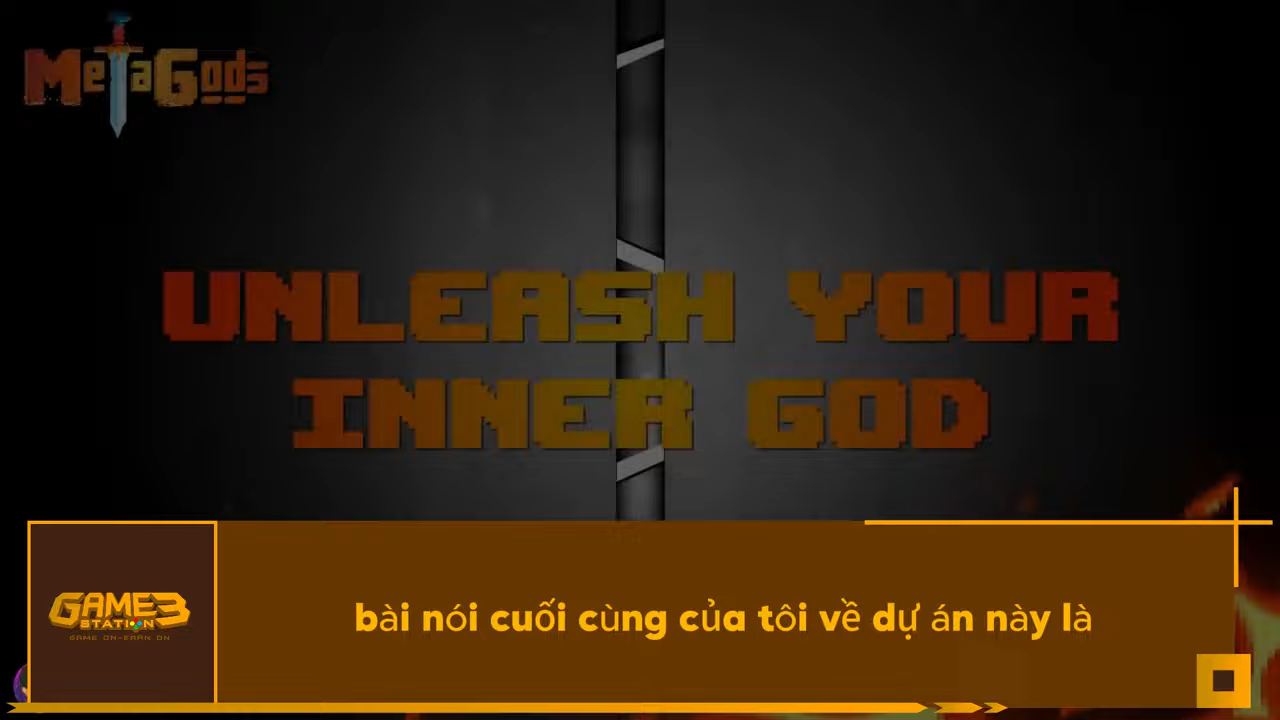 MetaGods
UNLEASH YOUR
INNER GOD
GAME3
STATION
GAME ON-EARN ON
bài nói cuối cùng của tôi về dự án này là